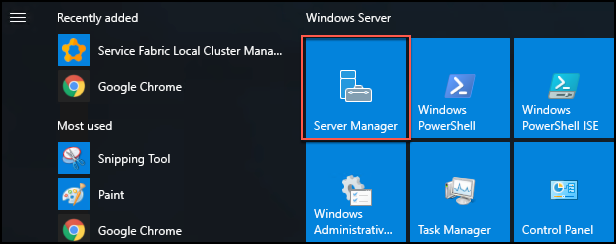 Recently added
Service Fabric Local Cluster Mana...
Google Chrome
Most used
Snipping Tool
Paint
Google Chrome
Windows Server
Server Manager
Windows
PowerShell
Windows
PowerShell ISE
Windows
Administrativ...
Task Manager
Control Panel